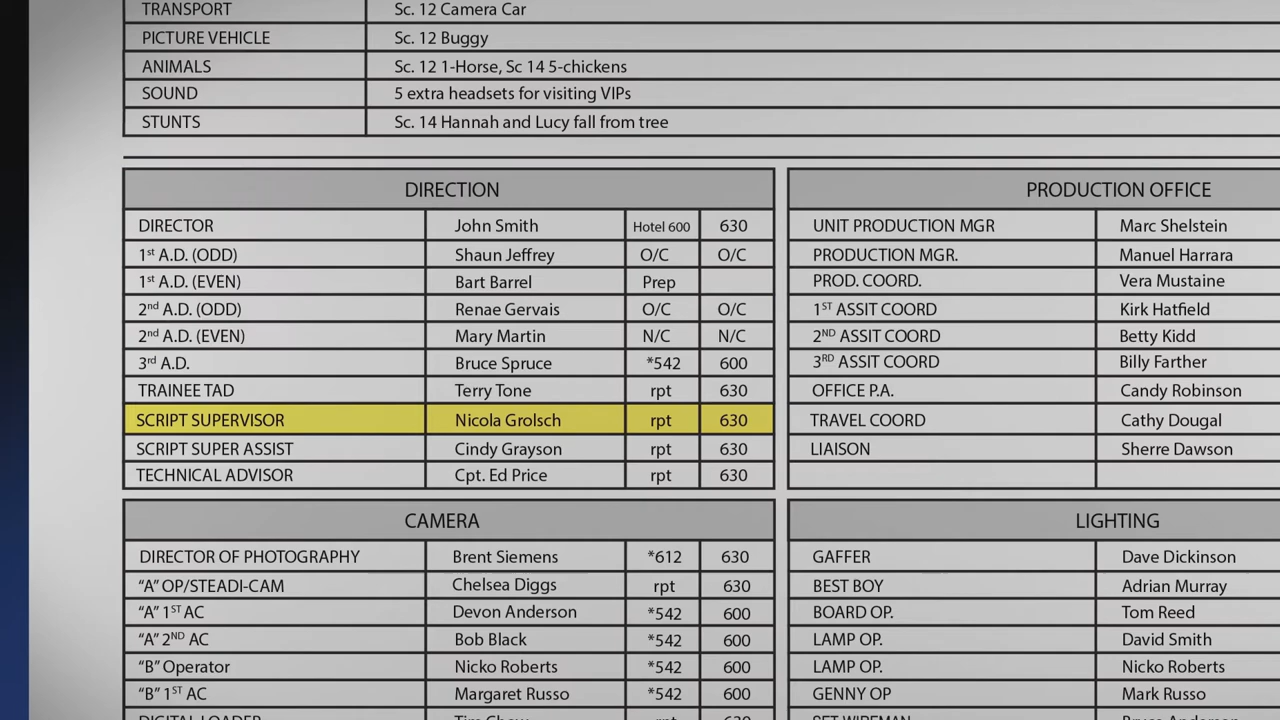 TRANSPORT Sc. 12 Camera Car
PICTURE VEHICLE Sc. 12 Buggy
ANIMALS Sc. 12 1-Horse, Sc 14 5-chickens
SOUND 5 extra headsets for visiting VIPs
STUNTS Sc. 14 Hannah and Lucy fall from tree
DIRECTION
DIRECTOR John Smith Hotel 600 630
1st A.D. (ODD) Shaun Jeffrey O/C O/C
1st A.D. (EVEN) Bart Barrel Prep
2nd A.D. (ODD) Renae Gervais O/C O/C
2nd A.D. (EVEN) Mary Martin N/C N/C
3rd A.D. Bruce Spruce *542 600
TRAINEE TAD Terry Tone rpt 630
SCRIPT SUPERVISOR Nicola Grolsch rpt 630
SCRIPT SUPER ASSIST Cindy Grayson rpt 630
TECHNICAL ADVISOR Cpt. Ed Price rpt 630
PRODUCTION OFFICE
UNIT PRODUCTION MGR Marc Shelstein
PRODUCTION MGR. Manuel Harrara
PROD. COORD. Vera Mustaine
1ST ASSIT COORD Kirk Hatfield
2ND ASSIT COORD Betty Kidd
3RD ASSIT COORD Billy Farther
OFFICE P.A. Candy Robinson
TRAVEL COORD Cathy Dougal
LIAISON Sherre Dawson
CAMERA
DIRECTOR OF PHOTOGRAPHY Brent Siemens *612 630
“A” OP/STEADI-CAM Chelsea Diggs rpt 630
“A” 1ST AC Devon Anderson *542 600
“A” 2ND AC Bob Black *542 600
“B” Operator Nicko Roberts *542 600
“B” 1ST AC Margaret Russo *542 600
DIGITAL LOADER Tim Chow rpt 630
LIGHTING
GAFFER Dave Dickinson
BEST BOY Adrian Murray
BOARD OP. Tom Reed
LAMP OP. David Smith
LAMP OP. Nicko Roberts
GENNY OP Mark Russo
SET WIREMAN Bruce Anderson